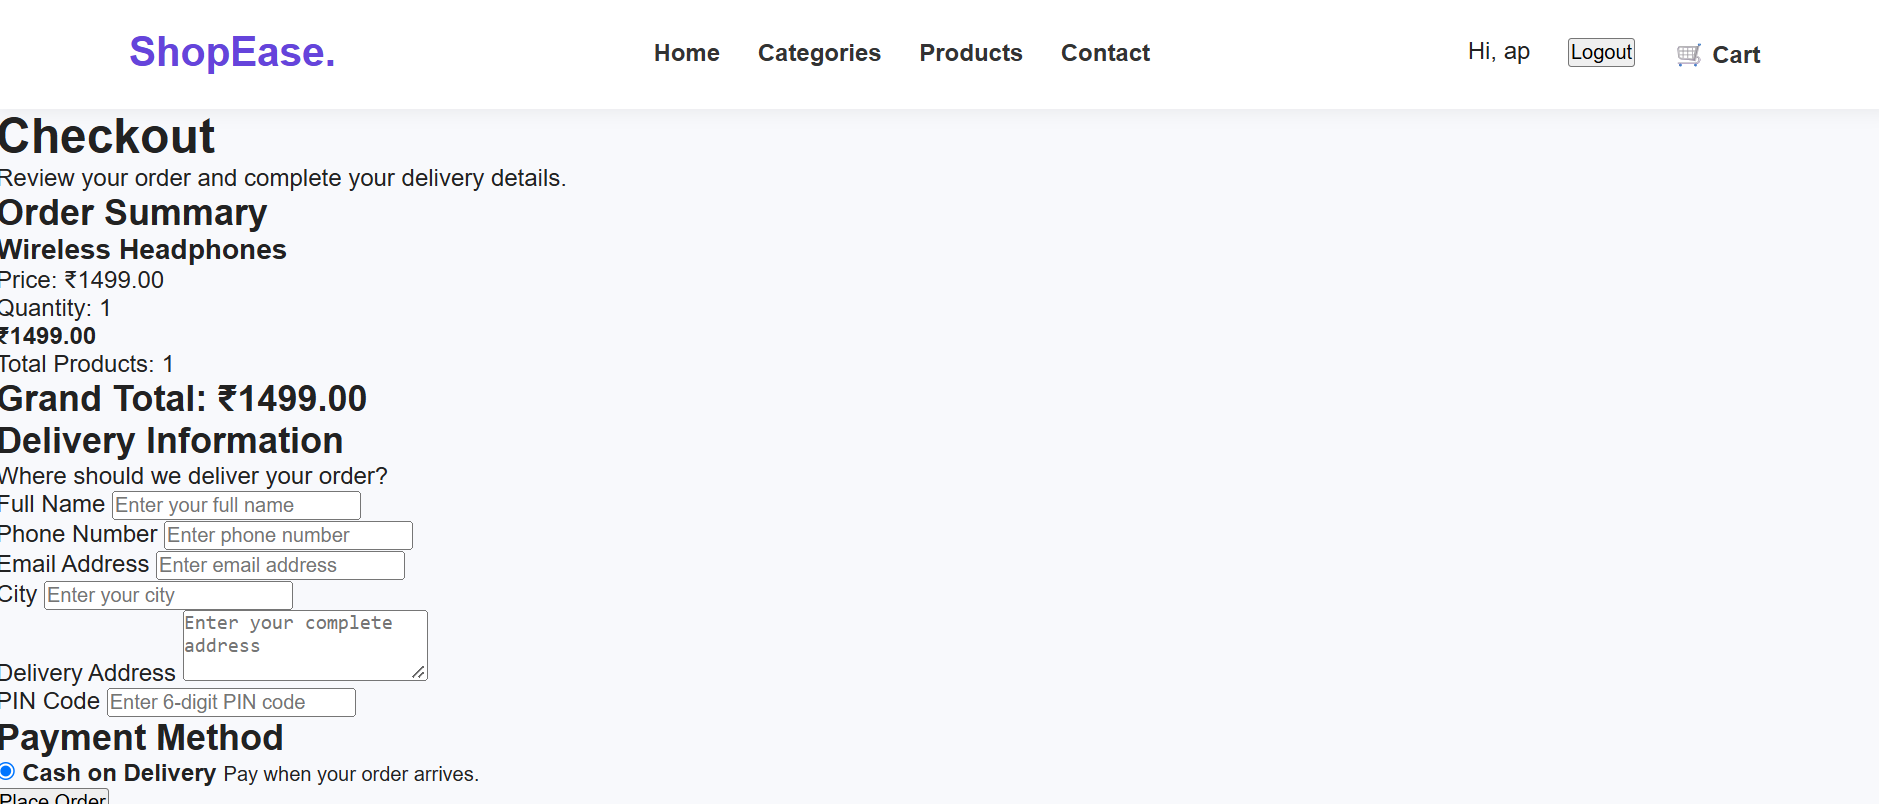 ShopEase.
Home Categories Products Contact
Hi, ap Logout 🛒 Cart
Checkout
Review your order and complete your delivery details.
Order Summary
Wireless Headphones
Price: ₹1499.00
Quantity: 1
₹1499.00
Total Products: 1
Grand Total: ₹1499.00
Delivery Information
Where should we deliver your order?
Full Name Enter your full name
Phone Number Enter phone number
Email Address Enter email address
City Enter your city
Delivery Address Enter your complete
address
PIN Code Enter 6-digit PIN code
Payment Method
Cash on Delivery Pay when your order arrives.
Place Order